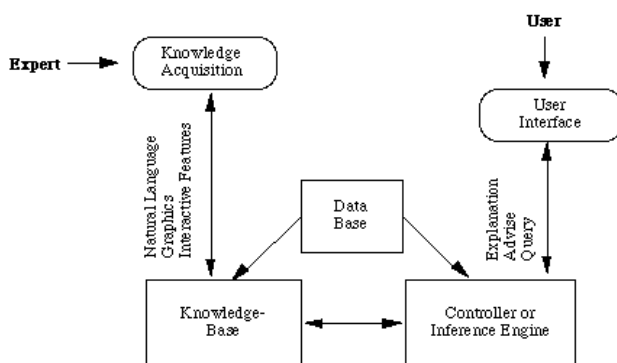 User
Expert
Knowledge
Acquisition
User
Interface
Natural Language
Graphics
Interactive Features
Data
Base
Explanation
Advise
Query
Knowledge-
Base
Controller or
Inference Engine